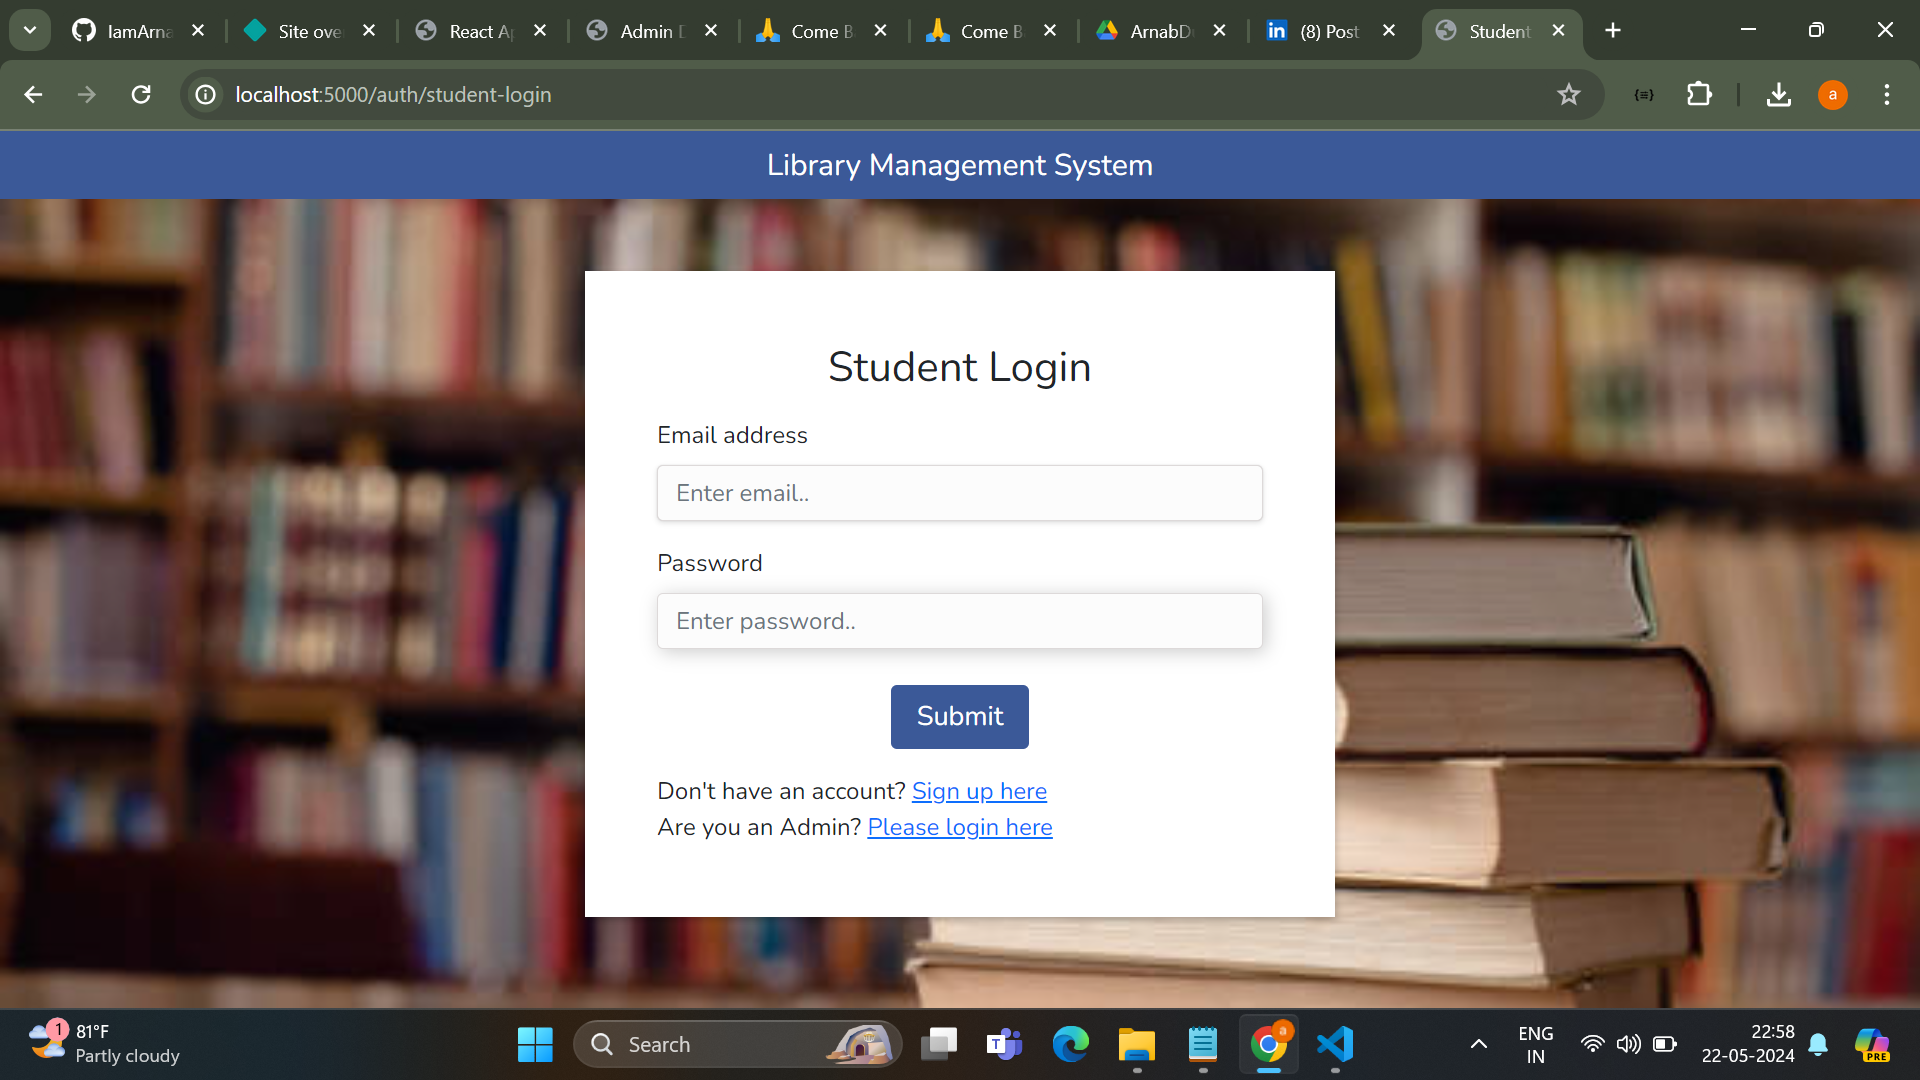 IamArna
Site ove
React Ap
Admin D
Come B
Come B
ArnabD
(8) Post
Student
localhost:5000/auth/student-login
a
Library Management System
Student Login
Email address
Enter email..
Password
Enter password..
Submit
Don't have an account? Sign up here
Are you an Admin? Please login here
1
81°F
Partly cloudy
Search
a
ENG
IN
22:58
22-05-2024
PRE